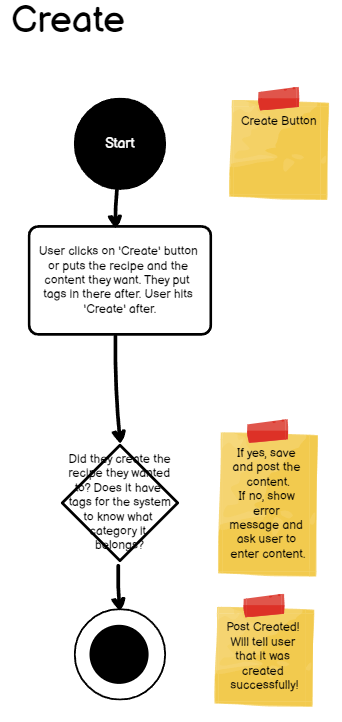 Create
Start
Create Button
User clicks on 'Create' button
or puts the recipe and the
content they want. They put
tags in there after. User hits
'Create' after.
Did they create the
recipe they wanted
to? Does it have
tags for the system
to know what
category it
belongs?
If yes, save
and post the
content.
If no, show
error
message and
ask user to
enter content.
Post Created!
Will tell user
that it was
created
successfully!